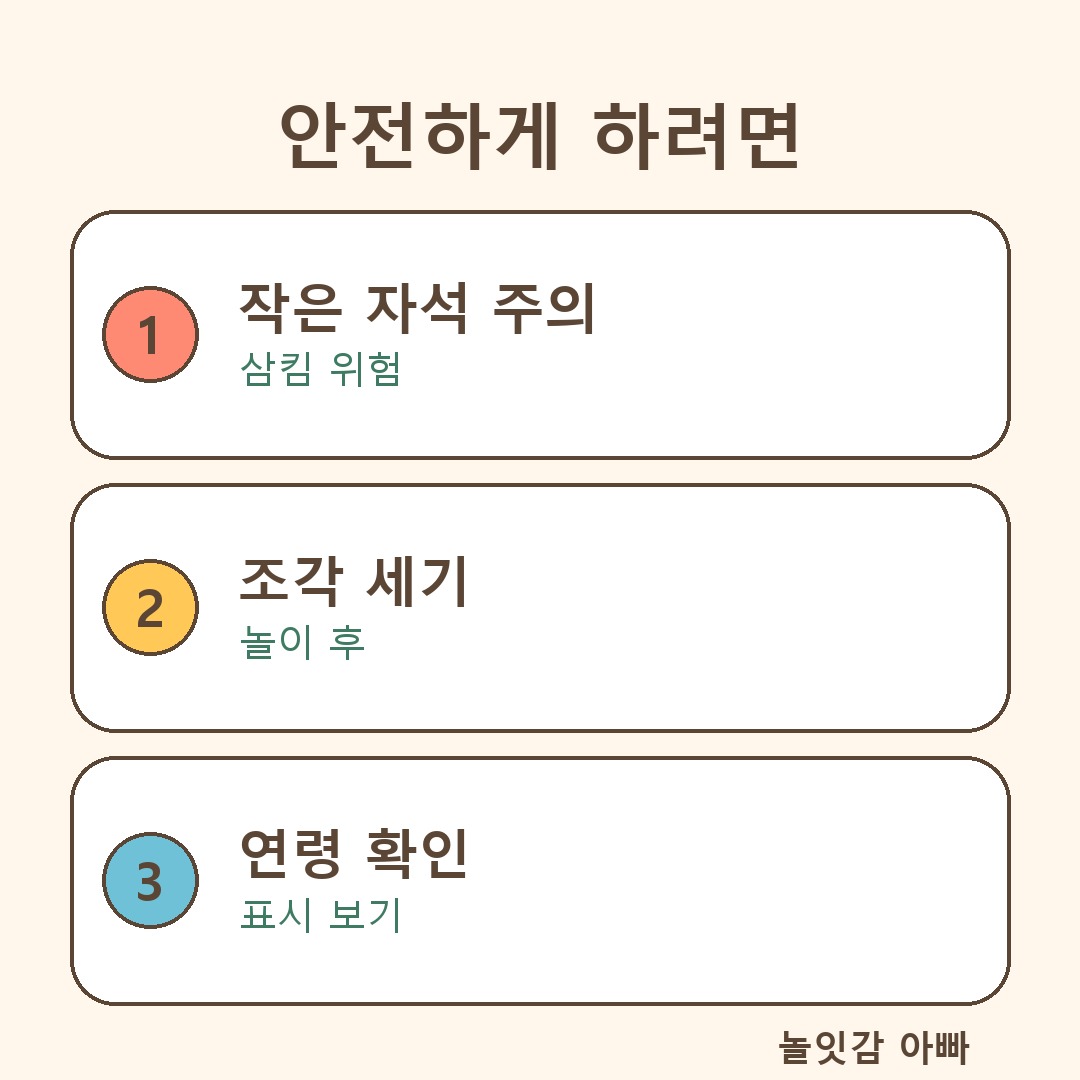 안전하게 하려면
1
작은 자석 주의
삼킴 위험
2
조각 세기
놀이 후
3
연령 확인
표시 보기
놀잇감 아빠